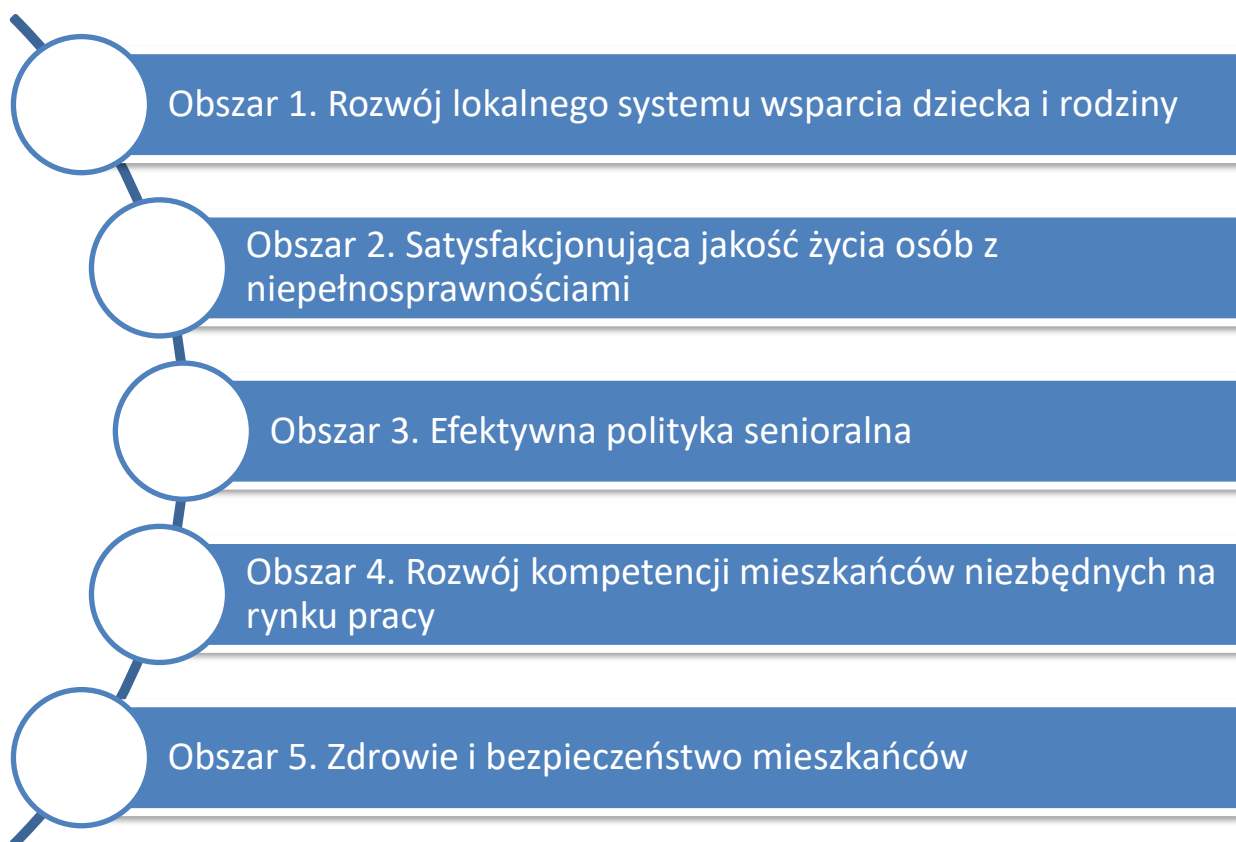 Obszar 1. Rozwój lokalnego systemu wsparcia dziecka i rodziny
Obszar 2. Satysfakcjonująca jakość życia osób z
niepełnosprawnościami
Obszar 3. Efektywna polityka senioralna
Obszar 4. Rozwój kompetencji mieszkańców niezbędnych na
rynku pracy
Obszar 5. Zdrowie i bezpieczeństwo mieszkańców